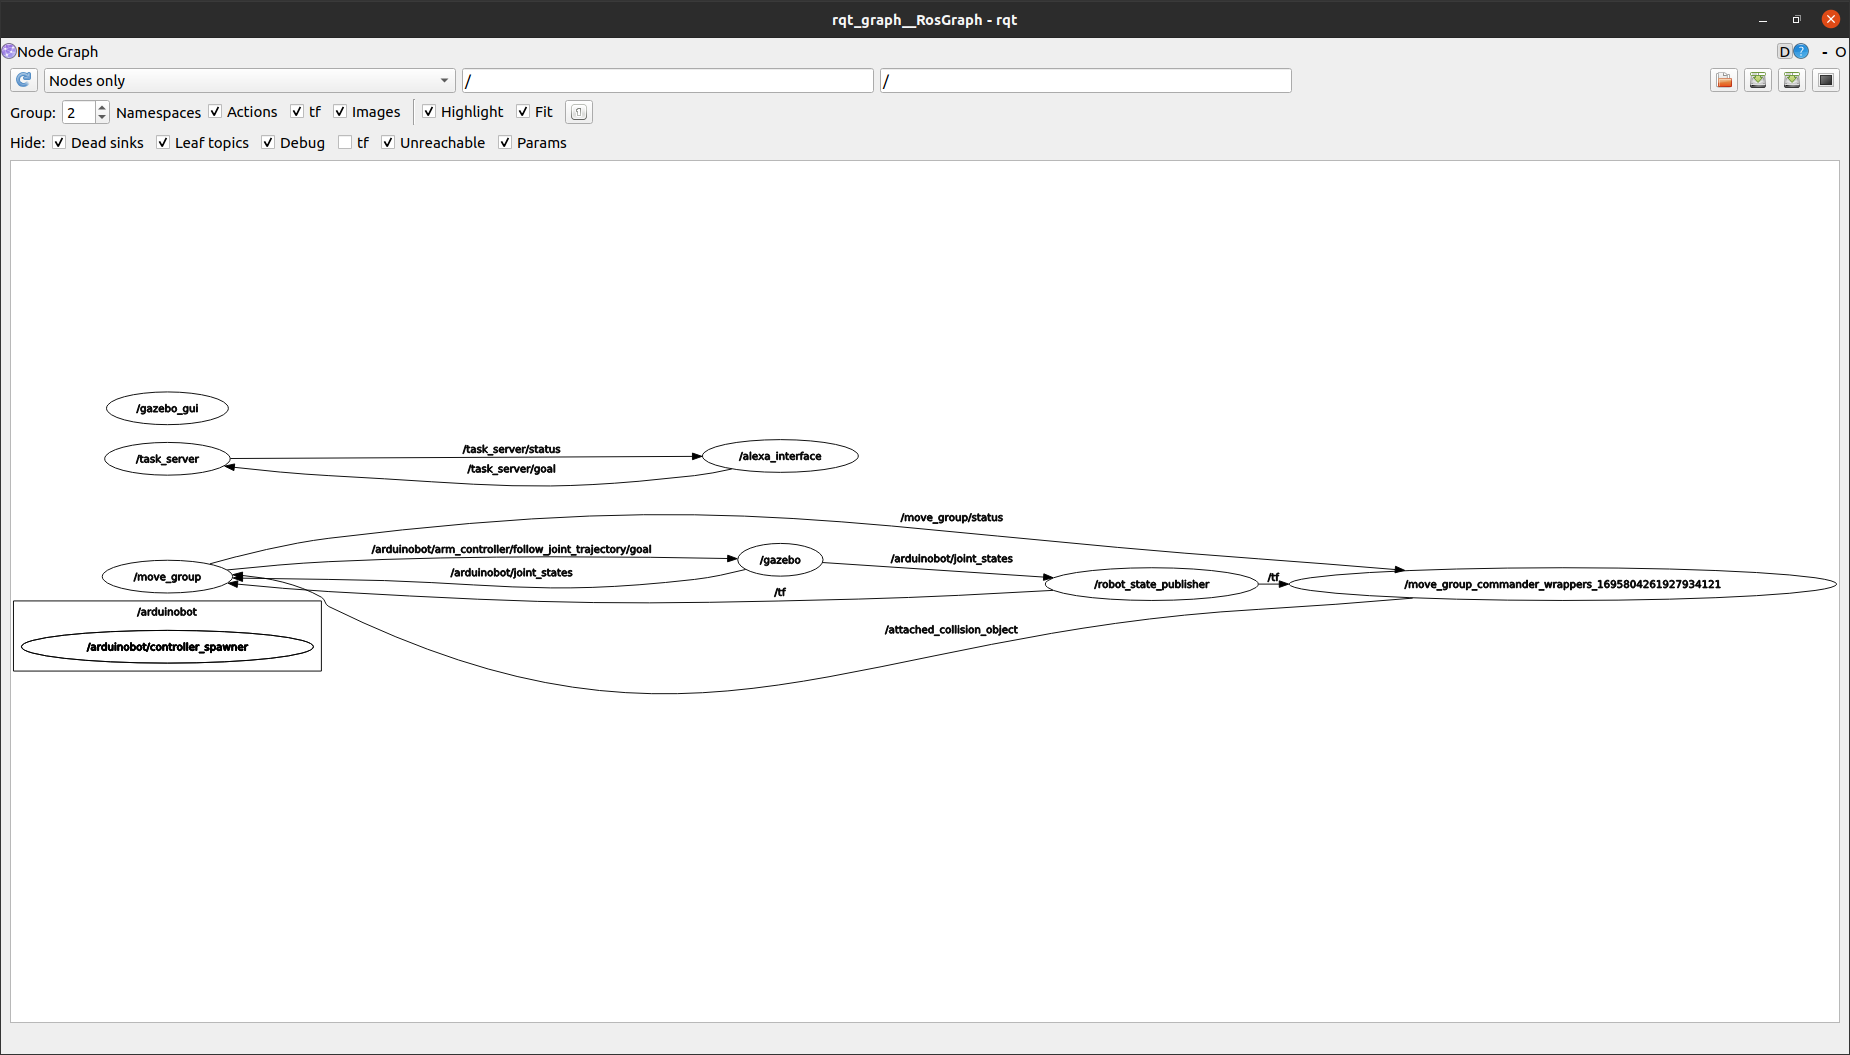 rqt_graph__RosGraph - rqt
Node Graph
D ? - O
Nodes only / /
Group: 2 Namespaces Actions tf Images Highlight Fit
Hide: Dead sinks Leaf topics Debug tf Unreachable Params
/gazebo_gui
/task_server
/task_server/status
/task_server/goal
/alexa_interface
/move_group/status
/arduinobot/arm_controller/follow_joint_trajectory/goal
/gazebo
/arduinobot/joint_states
/move_group
/arduinobot/joint_states
/robot_state_publisher
/tf
/move_group_commander_wrappers_1695804261927934121
/tf
/arduinobot
/attached_collision_object
/arduinobot/controller_spawner